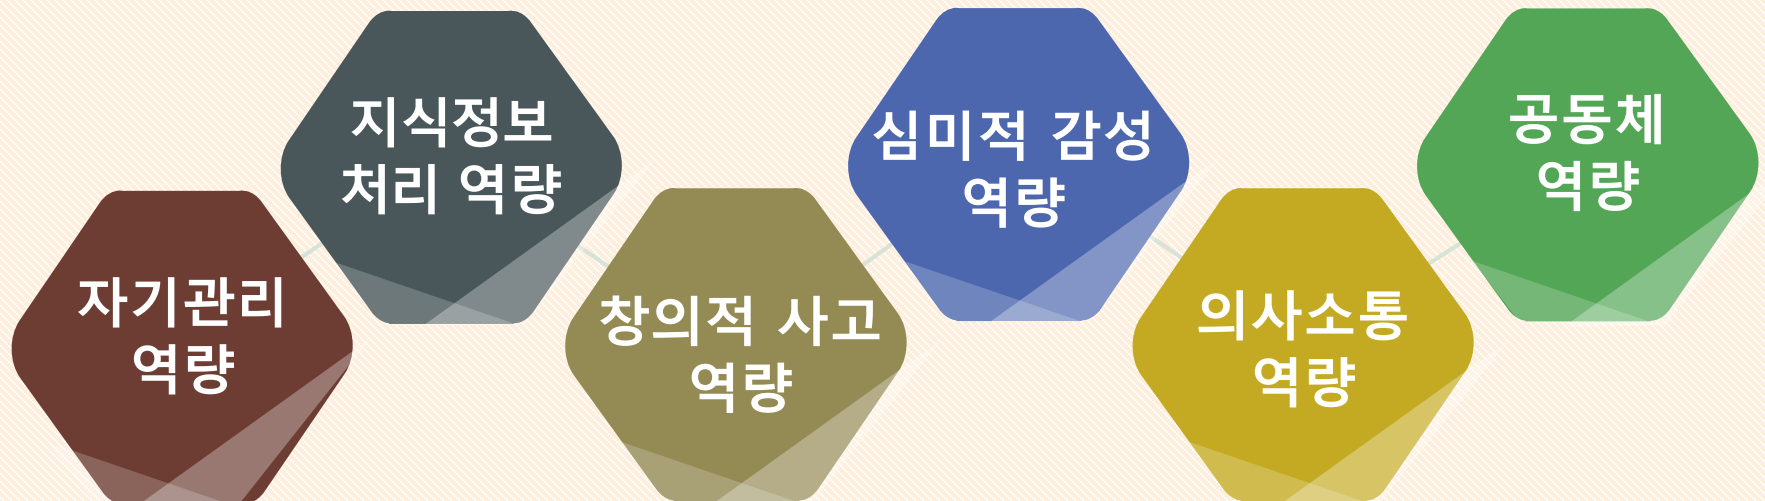 자기관리
역량
지식정보
처리 역량
창의적 사고
역량
심미적 감성
역량
의사소통
역량
공동체
역량